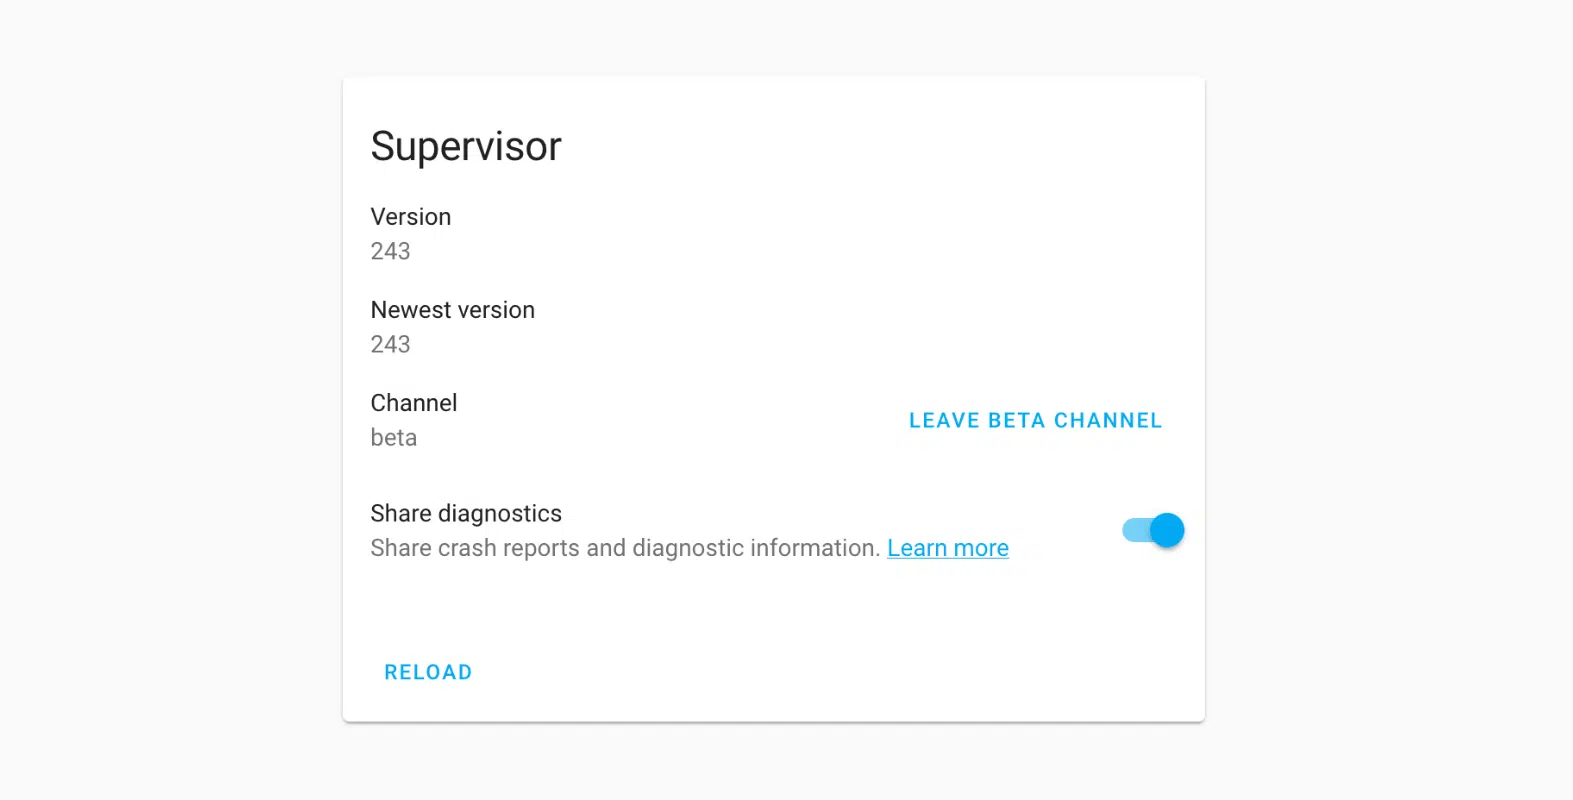 Supervisor
Version
243
Newest version
243
Channel
beta
LEAVE BETA CHANNEL
Share diagnostics
Share crash reports and diagnostic information. Learn more
RELOAD